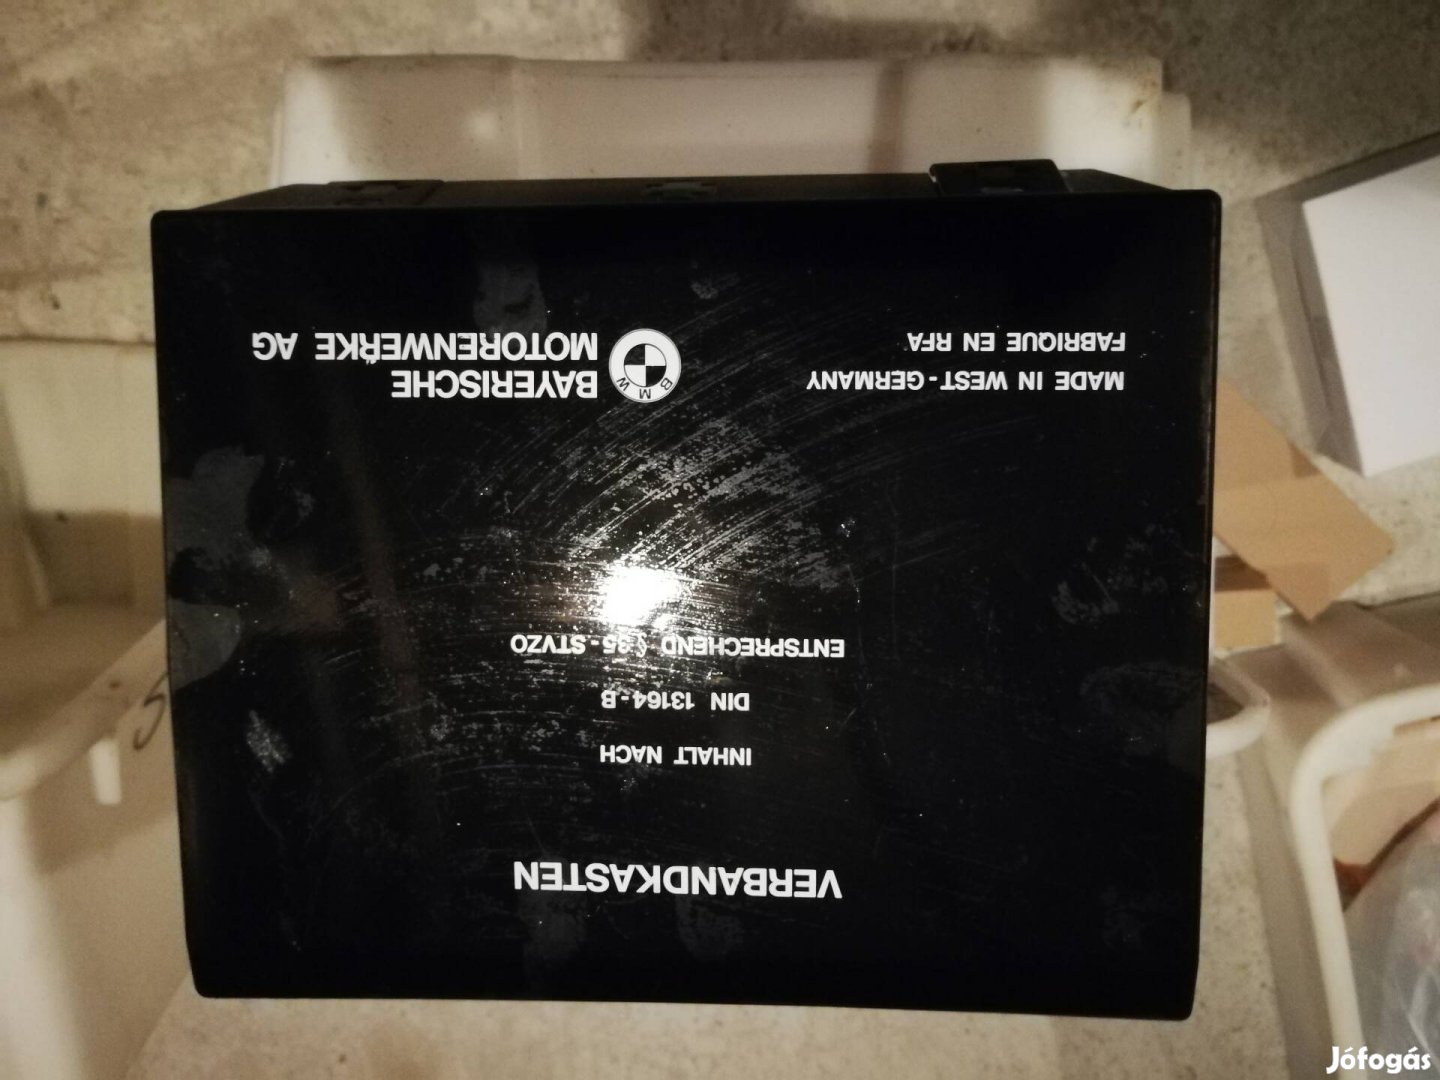 VERBANDKASTEN
INHALT NACH
DIN 13164-B
ENTSPRECHEND § 35-STVZO
MADE IN WEST-GERMANY
FABRIQUE EN RFA
BMW
BAYERISCHE
MOTORENWERKE AG
Jófogás